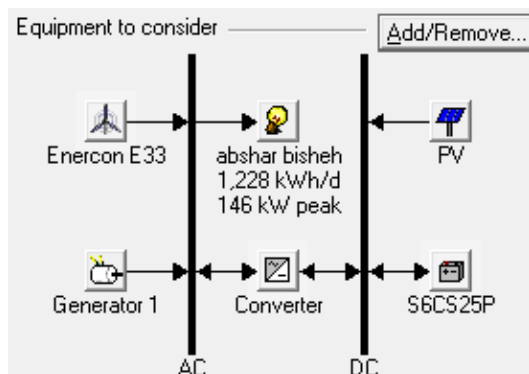 Equipment to consider
Add/Remove...
Enercon E33
abshar bisheh
1,228 kWh/d
146 kW peak
PV
Generator 1
Converter
S6CS25P
AC
DC